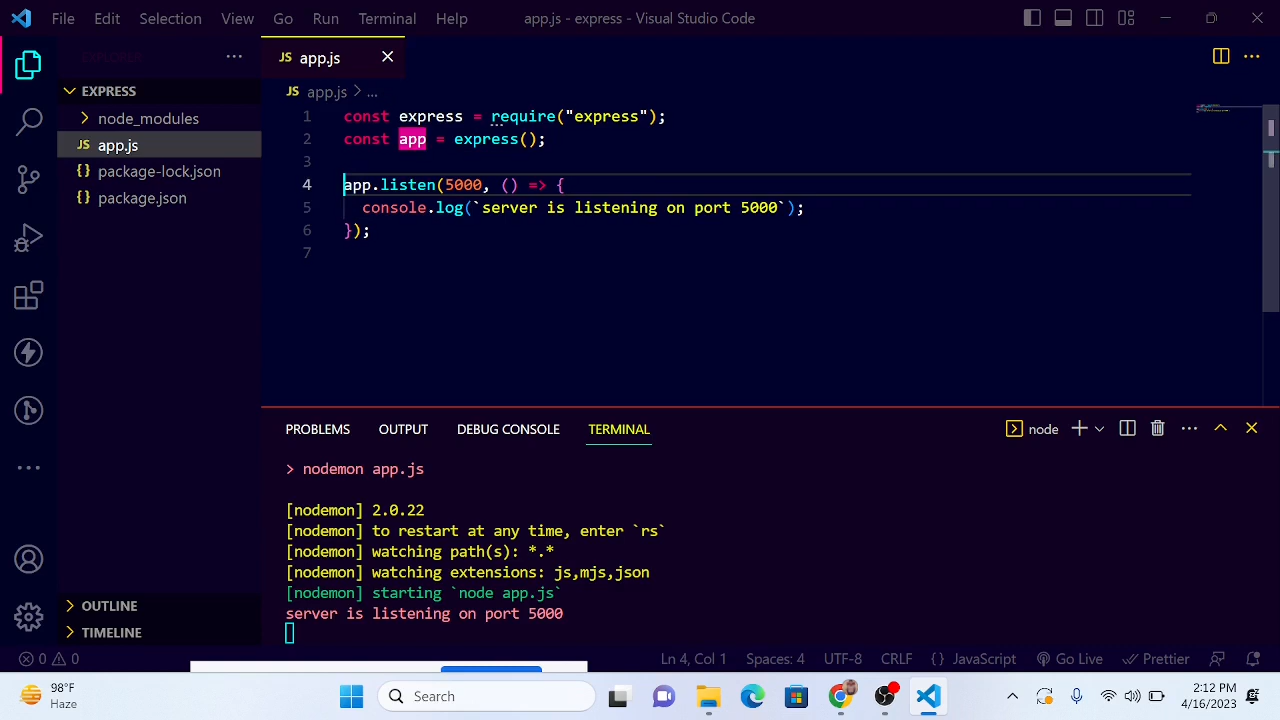 File Edit Selection View Go Run Terminal Help app.js - express - Visual Studio Code
EXPLORER ...
JS app.js
EXPRESS
JS app.js > ...
node_modules
JS app.js
{} package-lock.json
{} package.json
1 const express = require("express");
2 const app = express();
3
4 app.listen(5000, () => {
5 console.log(`server is listening on port 5000`);
6 });
7
PROBLEMS OUTPUT DEBUG CONSOLE TERMINAL node
> nodemon app.js
[nodemon] 2.0.22
[nodemon] to restart at any time, enter `rs`
[nodemon] watching path(s): *.*
[nodemon] watching extensions: js,mjs,json
[nodemon] starting `node app.js`
server is listening on port 5000
OUTLINE
TIMELINE
0 0 Ln 4, Col 1 Spaces: 4 UTF-8 CRLF {} JavaScript Go Live Prettier
98°F
Haze
Search
2:12 PM
4/16/2023